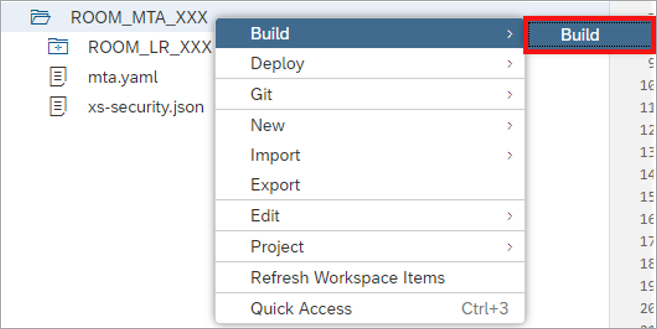 ROOM_MTA_XXX
ROOM_LR_XXX
mta.yaml
xs-security.json
Build
Build
Deploy
Git
New
Import
Export
Edit
Project
Refresh Workspace Items
Quick Access Ctrl+3
9
10
11
12
13
14
15
16
17
18
19
20